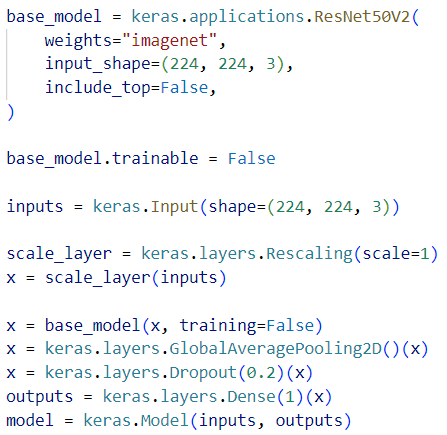 base_model = keras.applications.ResNet50V2(
    weights="imagenet",
    input_shape=(224, 224, 3),
    include_top=False,
)
base_model.trainable = False
inputs = keras.Input(shape=(224, 224, 3))
scale_layer = keras.layers.Rescaling(scale=1)
x = scale_layer(inputs)
x = base_model(x, training=False)
x = keras.layers.GlobalAveragePooling2D()(x)
x = keras.layers.Dropout(0.2)(x)
outputs = keras.layers.Dense(1)(x)
model = keras.Model(inputs, outputs)